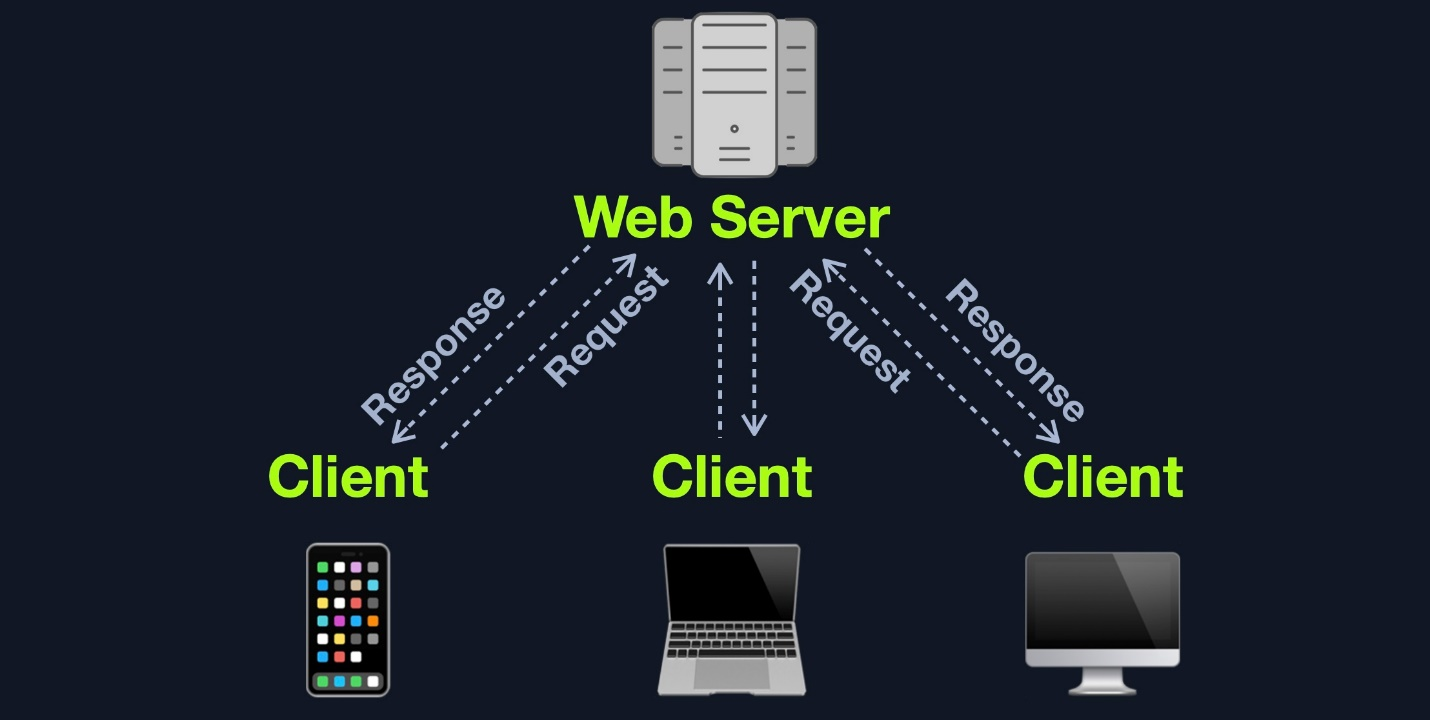 Web Server
Response
Request
Request
Response
Client
Client
Client